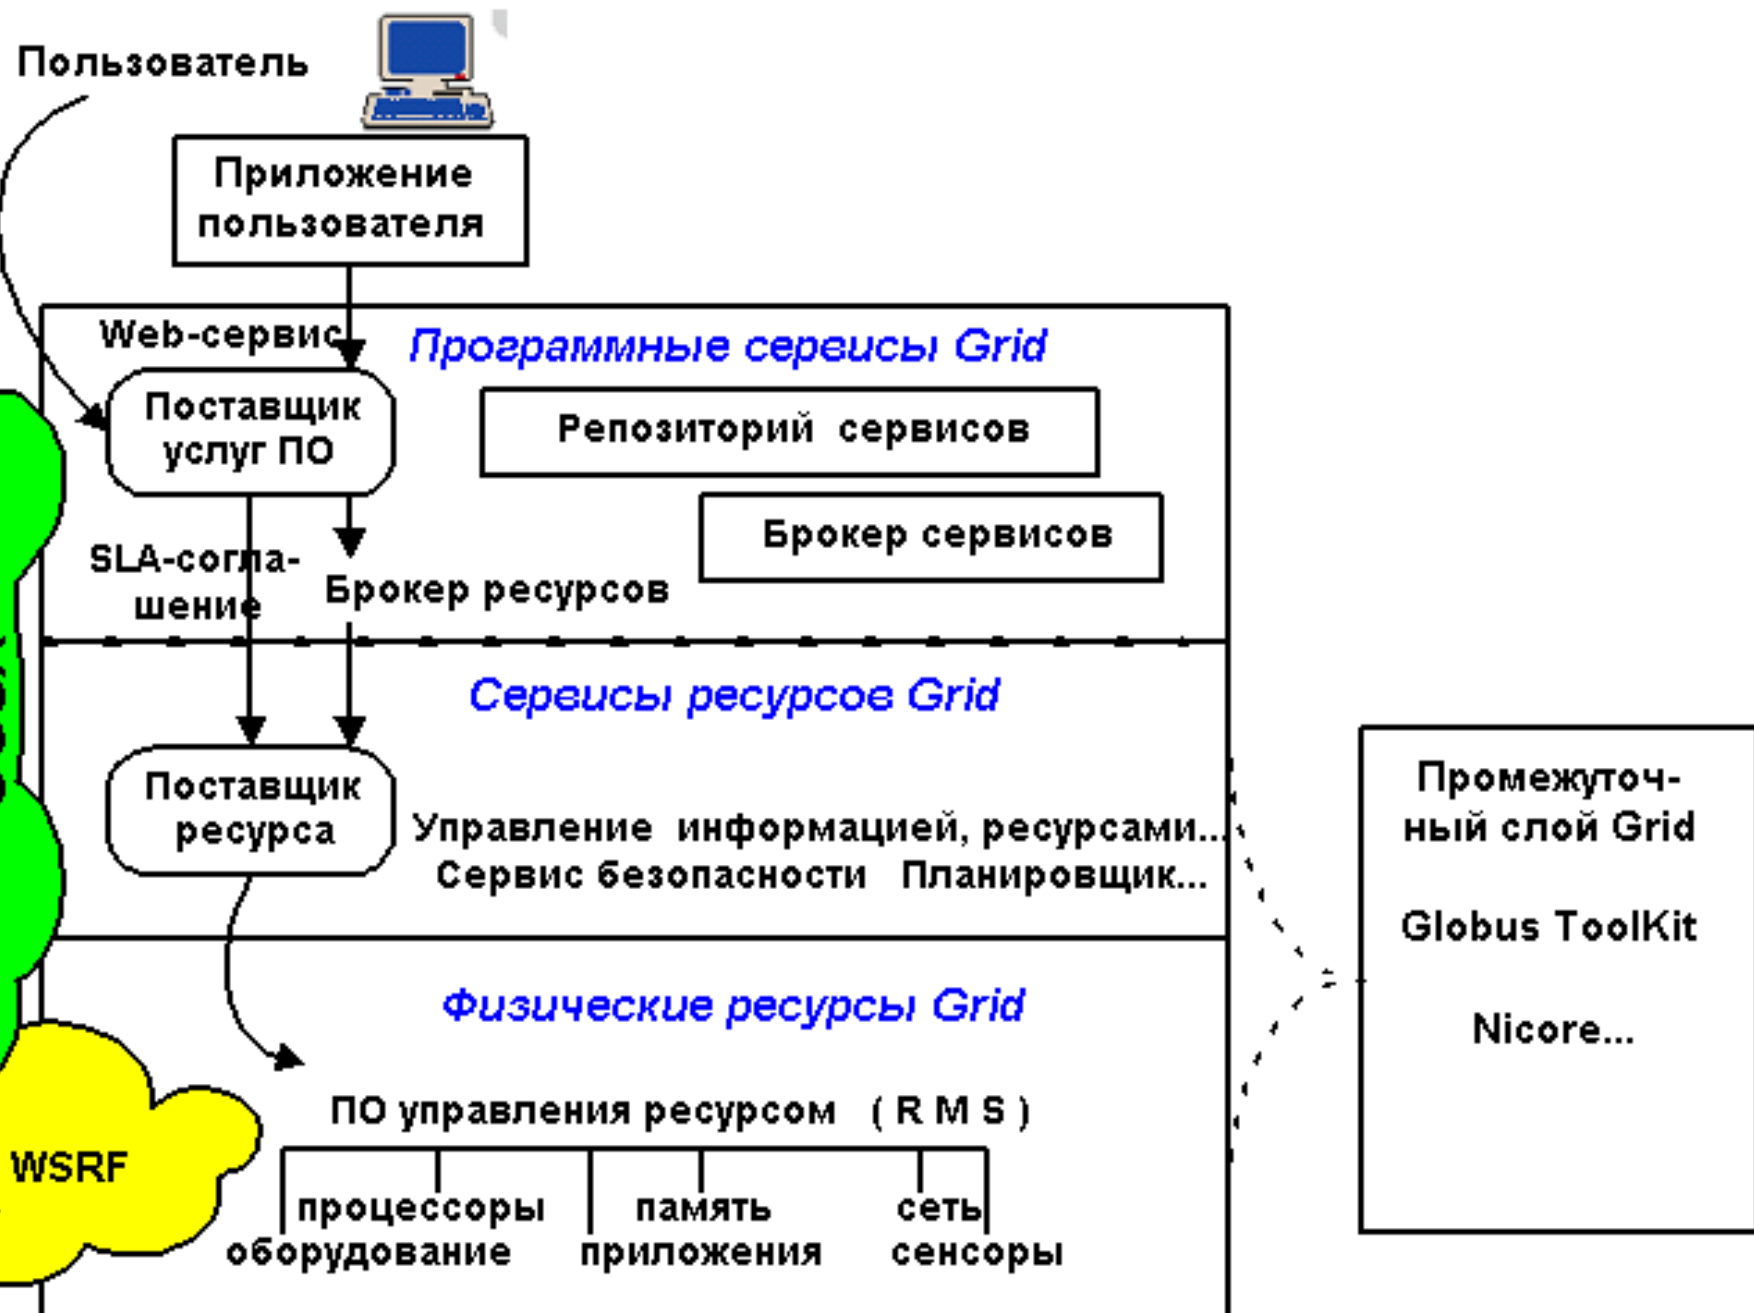 Пользователь
Приложение
пользователя
Web-сервис
Программные сервисы Grid
Поставщик
услуг ПО
Репозиторий сервисов
Брокер сервисов
SLA-согла-
шение
Брокер ресурсов
Сервисы ресурсов Grid
Поставщик
ресурса
Управление информацией, ресурсами...
Сервис безопасности Планировщик...
Промежуточ-
ный слой Grid
Globus ToolKit
Nicore...
Физические ресурсы Grid
ПО управления ресурсом ( R M S )
WSRF
процессоры память сеть
оборудование приложения сенсоры